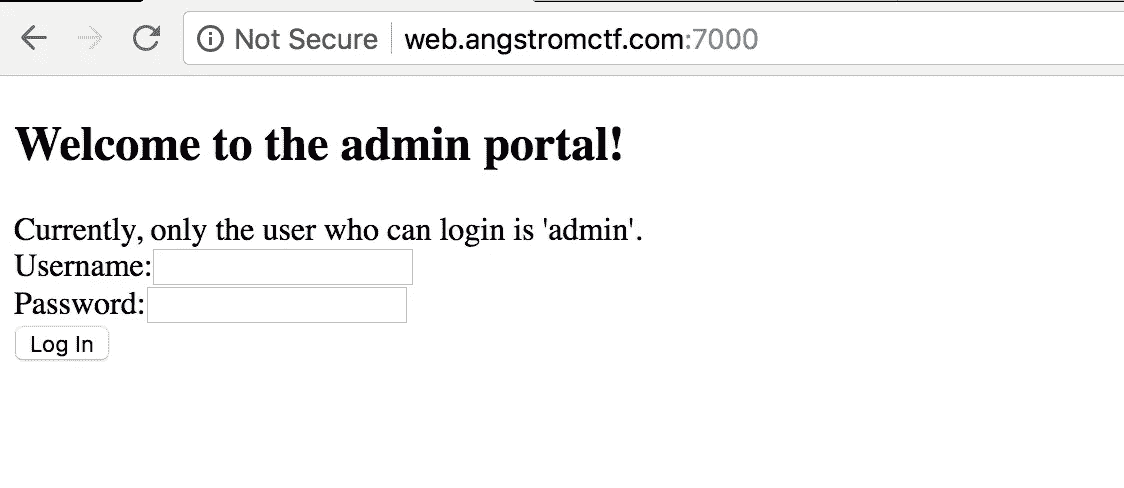 Not Secure web.angstromctf.com:7000
Welcome to the admin portal!
Currently, only the user who can login is 'admin'.
Username:
Password:
Log In